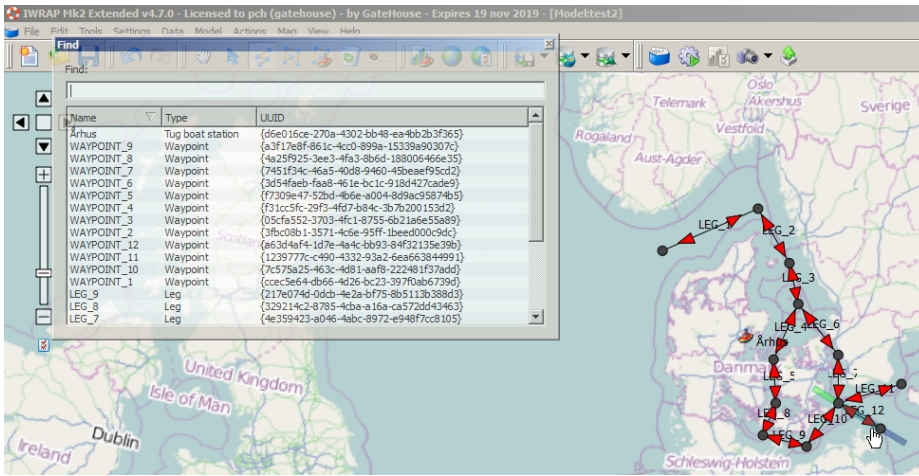 IWRAP Mk2 Extended v4.7.0 - Licensed to pch (gatehouse) - by GateHouse - Expires 19 nov 2019 - [Modeltest2]
File Edit Tools Settings Data Model Actions Map View Help
Find
Find:
Name Type UUID
Århus Tug boat station {d6e016ce-270a-4302-bb48-ea4bb2b3f365}
WAYPOINT_9 Waypoint {a3f17e8f-861c-4cc0-899a-15339a90307c}
WAYPOINT_8 Waypoint {4a25f925-3ee3-4fa3-8b6d-188006466e35}
WAYPOINT_7 Waypoint {7451f34c-46a5-40d8-9460-45beaef95cd2}
WAYPOINT_6 Waypoint {3d54faeb-faa8-461e-bc1c-918d427cade9}
WAYPOINT_5 Waypoint {f7309e47-52bd-4b6e-a004-8d9ac95874b5}
WAYPOINT_4 Waypoint {f31cc5fc-29f3-4fd7-b84c-3b7b200153d2}
WAYPOINT_3 Waypoint {05cfa552-3703-4fc1-8755-6b21a6e55a89}
WAYPOINT_2 Waypoint {3fbc08b1-3571-4c6e-95ff-1beed000c9dc}
WAYPOINT_12 Waypoint {a63d4af4-1d7e-4a4c-bb93-84f32135e39b}
WAYPOINT_11 Waypoint {1239777c-c490-4332-93a2-6ea663844991}
WAYPOINT_10 Waypoint {7c575a25-463c-4d81-aaf8-222481f37add}
WAYPOINT_1 Waypoint {ccec5e64-db66-4d26-bc23-397f0ab6739d}
LEG_9 Leg {217e074d-0dcb-4e2a-bf75-8b5113b388d3}
LEG_8 Leg {329214c2-8785-4cba-a16a-ca572dd43463}
LEG_7 Leg {4e359423-a046-4abc-8972-e948f7cc8105}
Oslo
Telemark
Akershus
Sverige
Vestfold
Rogaland
Aust-Agder
LEG_1
LEG_2
LEG_3
LEG_4
LEG_6
Århus
LEG_5
LEG_11
LEG_8
LEG_10
LEG_9
United Kingdom
Isle of Man
Dublin
Ireland
Schleswig-Holstein